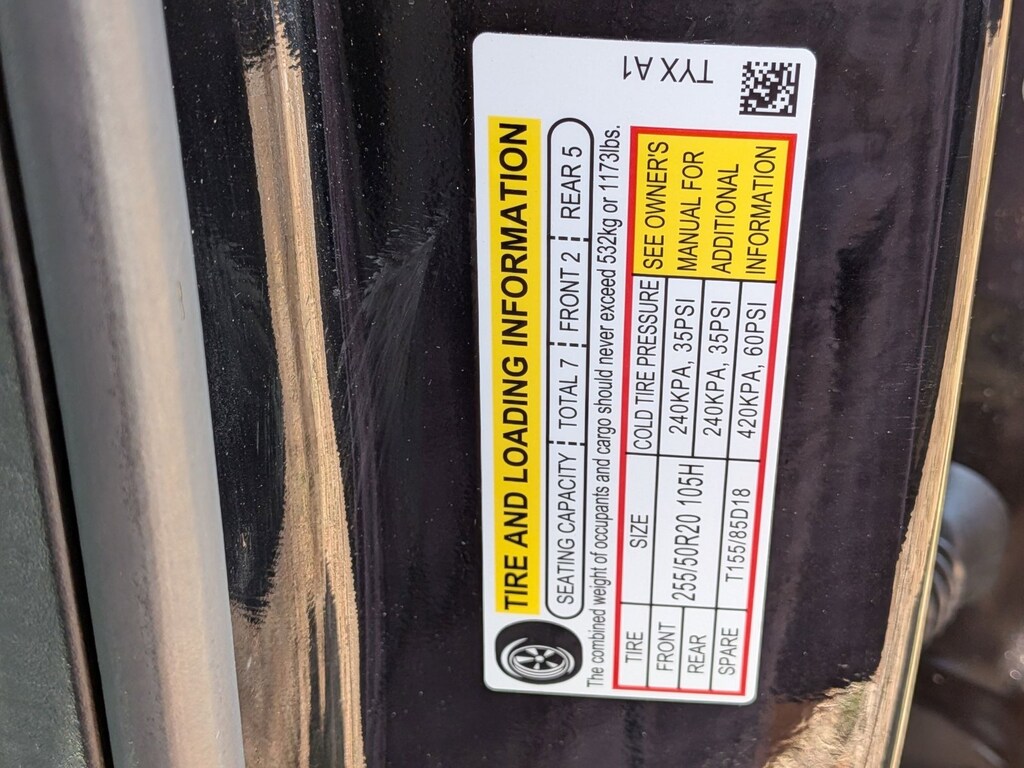 TIRE AND LOADING INFORMATION
SEATING CAPACITY TOTAL 7 FRONT 2 REAR 5
The combined weight of occupants and cargo should never exceed 532kg or 1173lbs.
TIRE SIZE COLD TIRE PRESSURE
FRONT 255/50R20 105H 240KPA, 35PSI
REAR 240KPA, 35PSI
SPARE T155/85D18 420KPA, 60PSI
SEE OWNER'S
MANUAL FOR
ADDITIONAL
INFORMATION
TYX A1